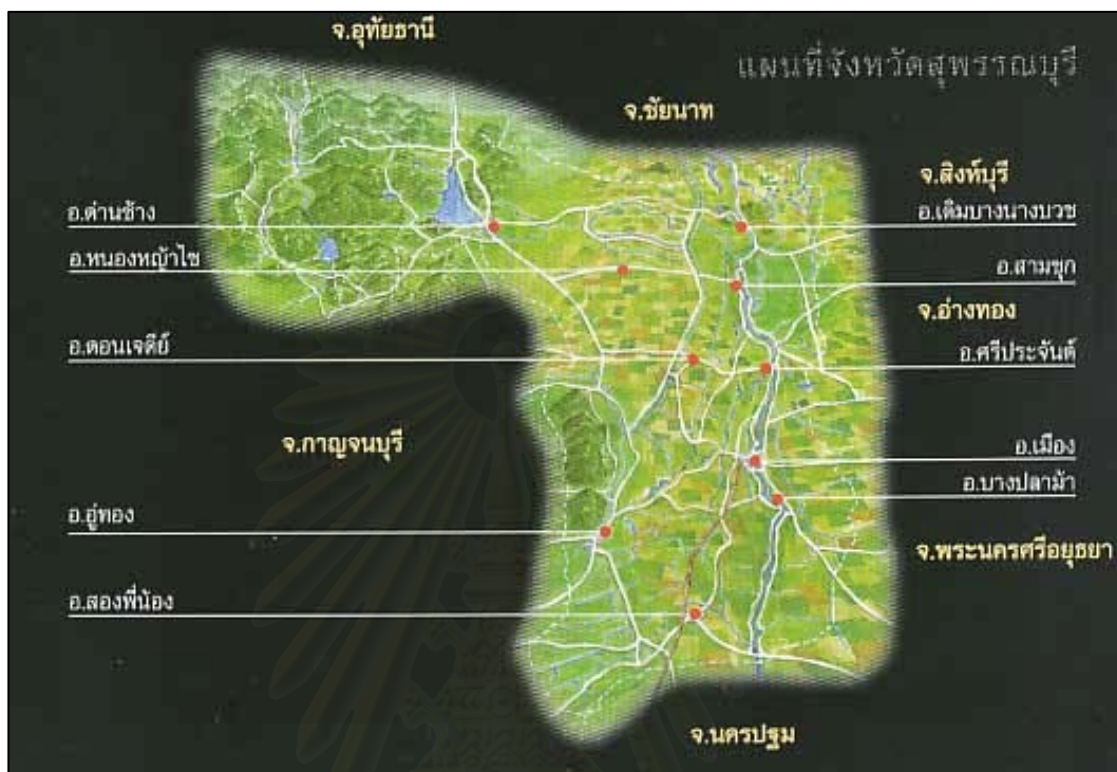 จ.อุทัยธานี
แผนที่จังหวัดสุพรรณบุรี
จ.ชัยนาท
จ.สิงห์บุรี
อ.ด่านช้าง
อ.เดิมบางนางบวช
อ.หนองหญ้าไซ
อ.สามชุก
จ.อ่างทอง
อ.ดอนเจดีย์
อ.ศรีประจันต์
จ.กาญจนบุรี
อ.เมือง
อ.บางปลาม้า
อ.อู่ทอง
จ.พระนครศรีอยุธยา
อ.สองพี่น้อง
จ.นครปฐม